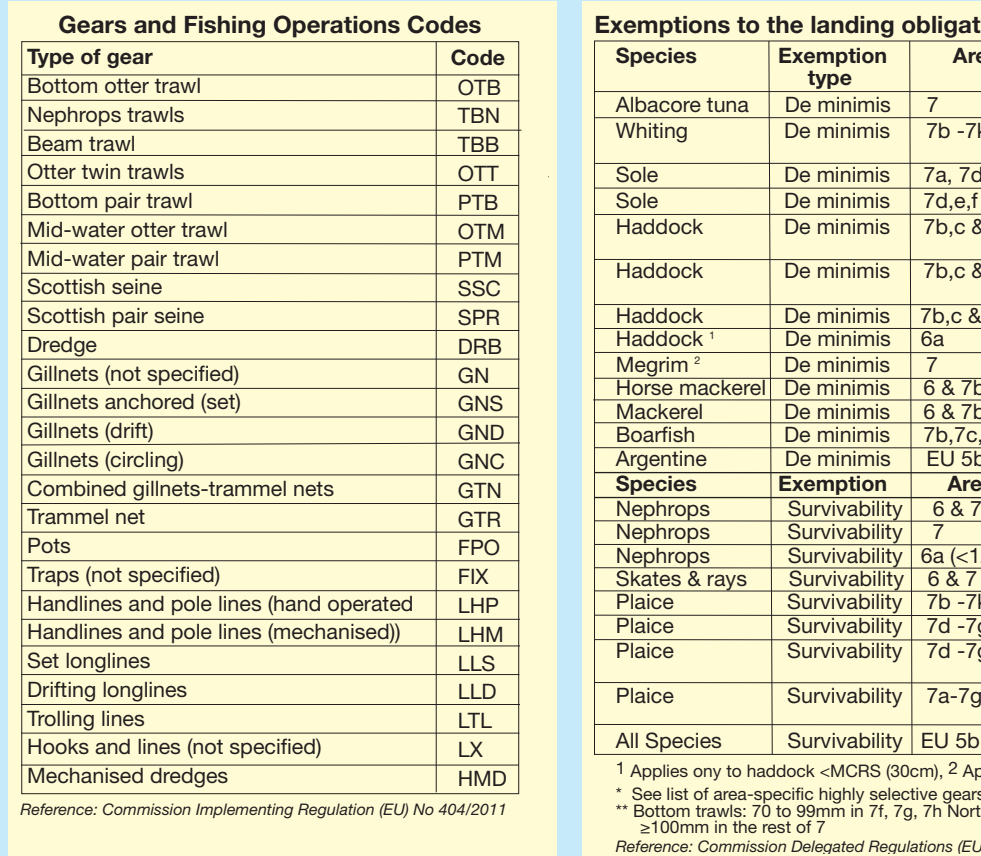 Gears and Fishing Operations Codes
Type of gear Code
Bottom otter trawl OTB
Nephrops trawls TBN
Beam trawl TBB
Otter twin trawls OTT
Bottom pair trawl PTB
Mid-water otter trawl OTM
Mid-water pair trawl PTM
Scottish seine SSC
Scottish pair seine SPR
Dredge DRB
Gillnets (not specified) GN
Gillnets anchored (set) GNS
Gillnets (drift) GND
Gillnets (circling) GNC
Combined gillnets-trammel nets GTN
Trammel net GTR
Pots FPO
Traps (not specified) FIX
Handlines and pole lines (hand operated LHP
Handlines and pole lines (mechanised)) LHM
Set longlines LLS
Drifting longlines LLD
Trolling lines LTL
Hooks and lines (not specified) LX
Mechanised dredges HMD
Reference: Commission Implementing Regulation (EU) No 404/2011
Exemptions to the landing obligat
Species Exemption Are
type
Albacore tuna De minimis 7
Whiting De minimis 7b -7k
Sole De minimis 7a, 7d
Sole De minimis 7d,e,f
Haddock De minimis 7b,c &
Haddock De minimis 7b,c &
Haddock De minimis 7b,c &
Haddock 1 De minimis 6a
Megrim 2 De minimis 7
Horse mackerel De minimis 6 & 7b
Mackerel De minimis 6 & 7b
Boarfish De minimis 7b,7c,
Argentine De minimis EU 5b
Species Exemption Are
Nephrops Survivability 6 & 7
Nephrops Survivability 7
Nephrops Survivability 6a (<1
Skates & rays Survivability 6 & 7
Plaice Survivability 7b -7k
Plaice Survivability 7d -7g
Plaice Survivability 7d -7g
Plaice Survivability 7a-7g
All Species Survivability EU 5b
1 Applies ony to haddock <MCRS (30cm), 2 Ap
* See list of area-specific highly selective gears
** Bottom trawls: 70 to 99mm in 7f, 7g, 7h Nort
≥100mm in the rest of 7
Reference: Commission Delegated Regulations (EU